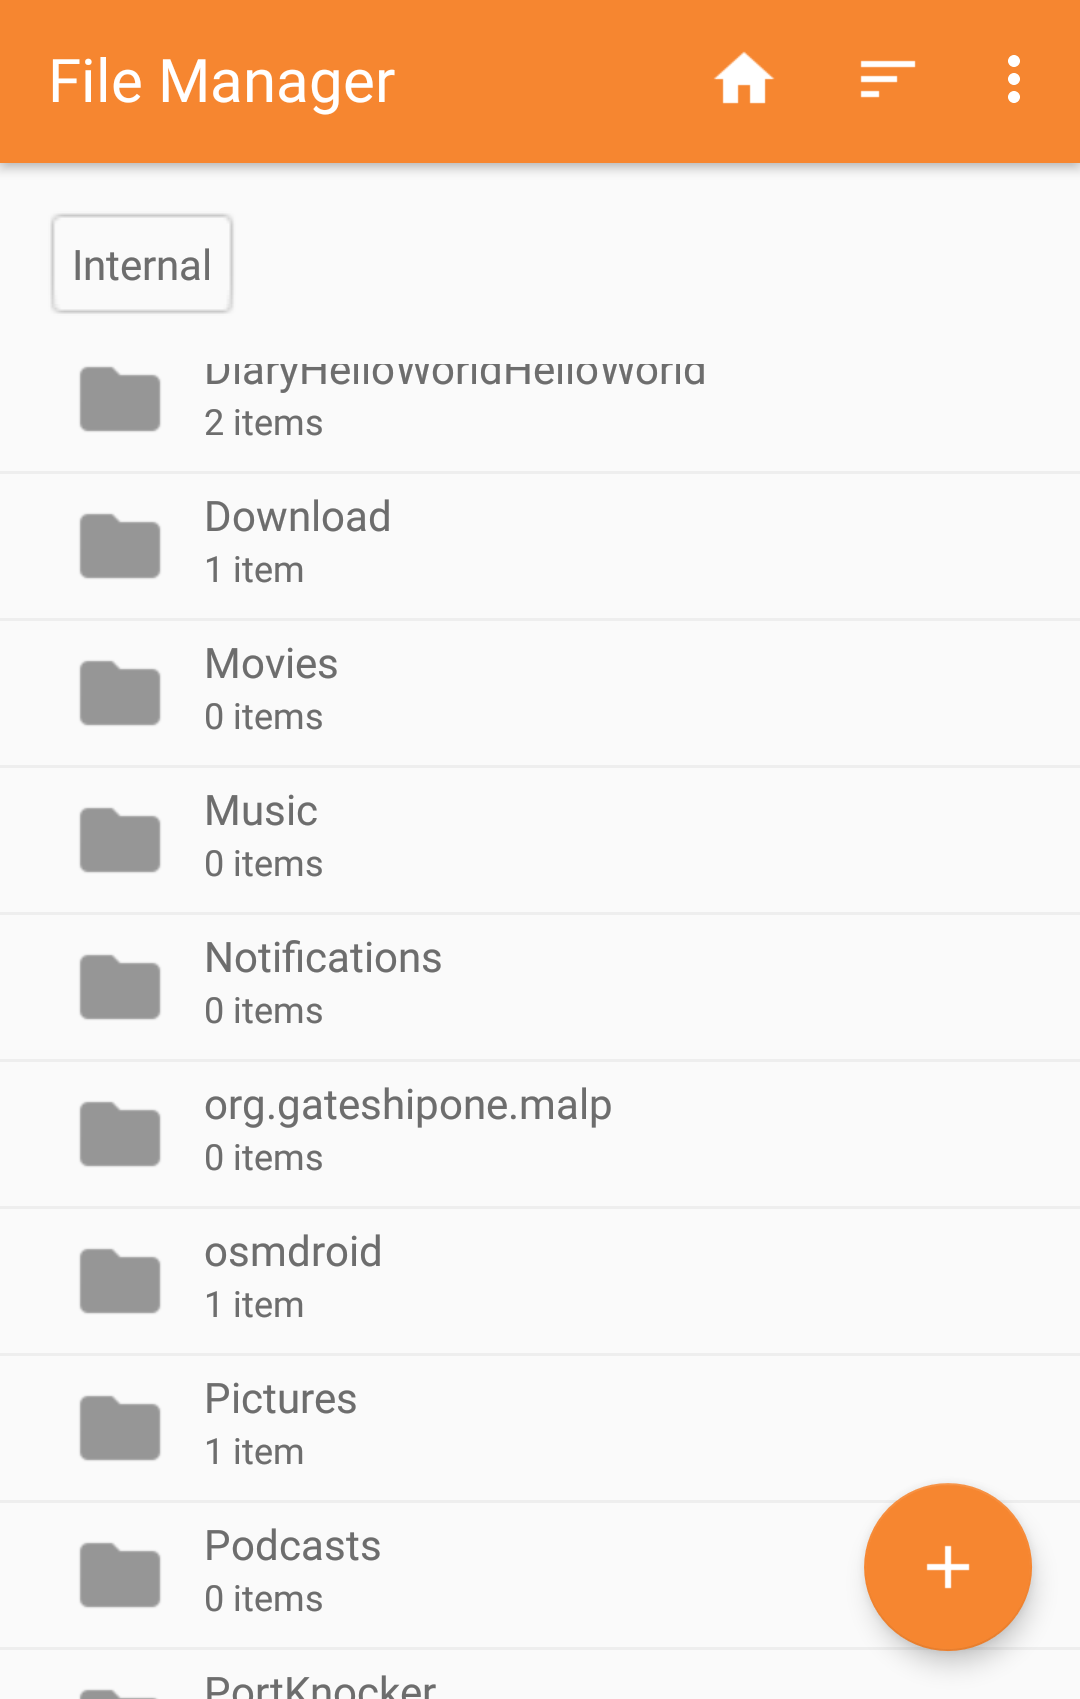 File Manager
Internal
DiaryHelloWorldHelloWorld
2 items
Download
1 item
Movies
0 items
Music
0 items
Notifications
0 items
org.gateshipone.malp
0 items
osmdroid
1 item
Pictures
1 item
Podcasts
0 items
PortKnocker